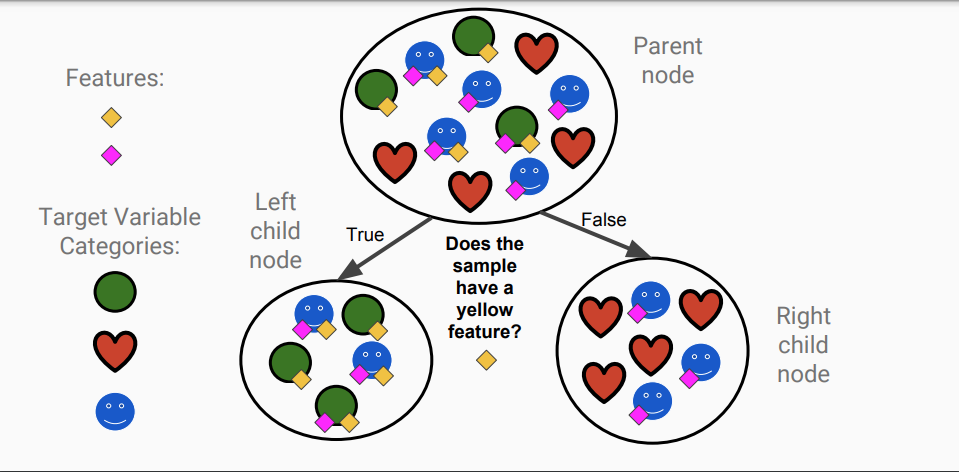 Parent
node
Features:
Left
child
node
Target Variable
Categories:
True
False
Does the
sample
have a
yellow
feature?
Right
child
node